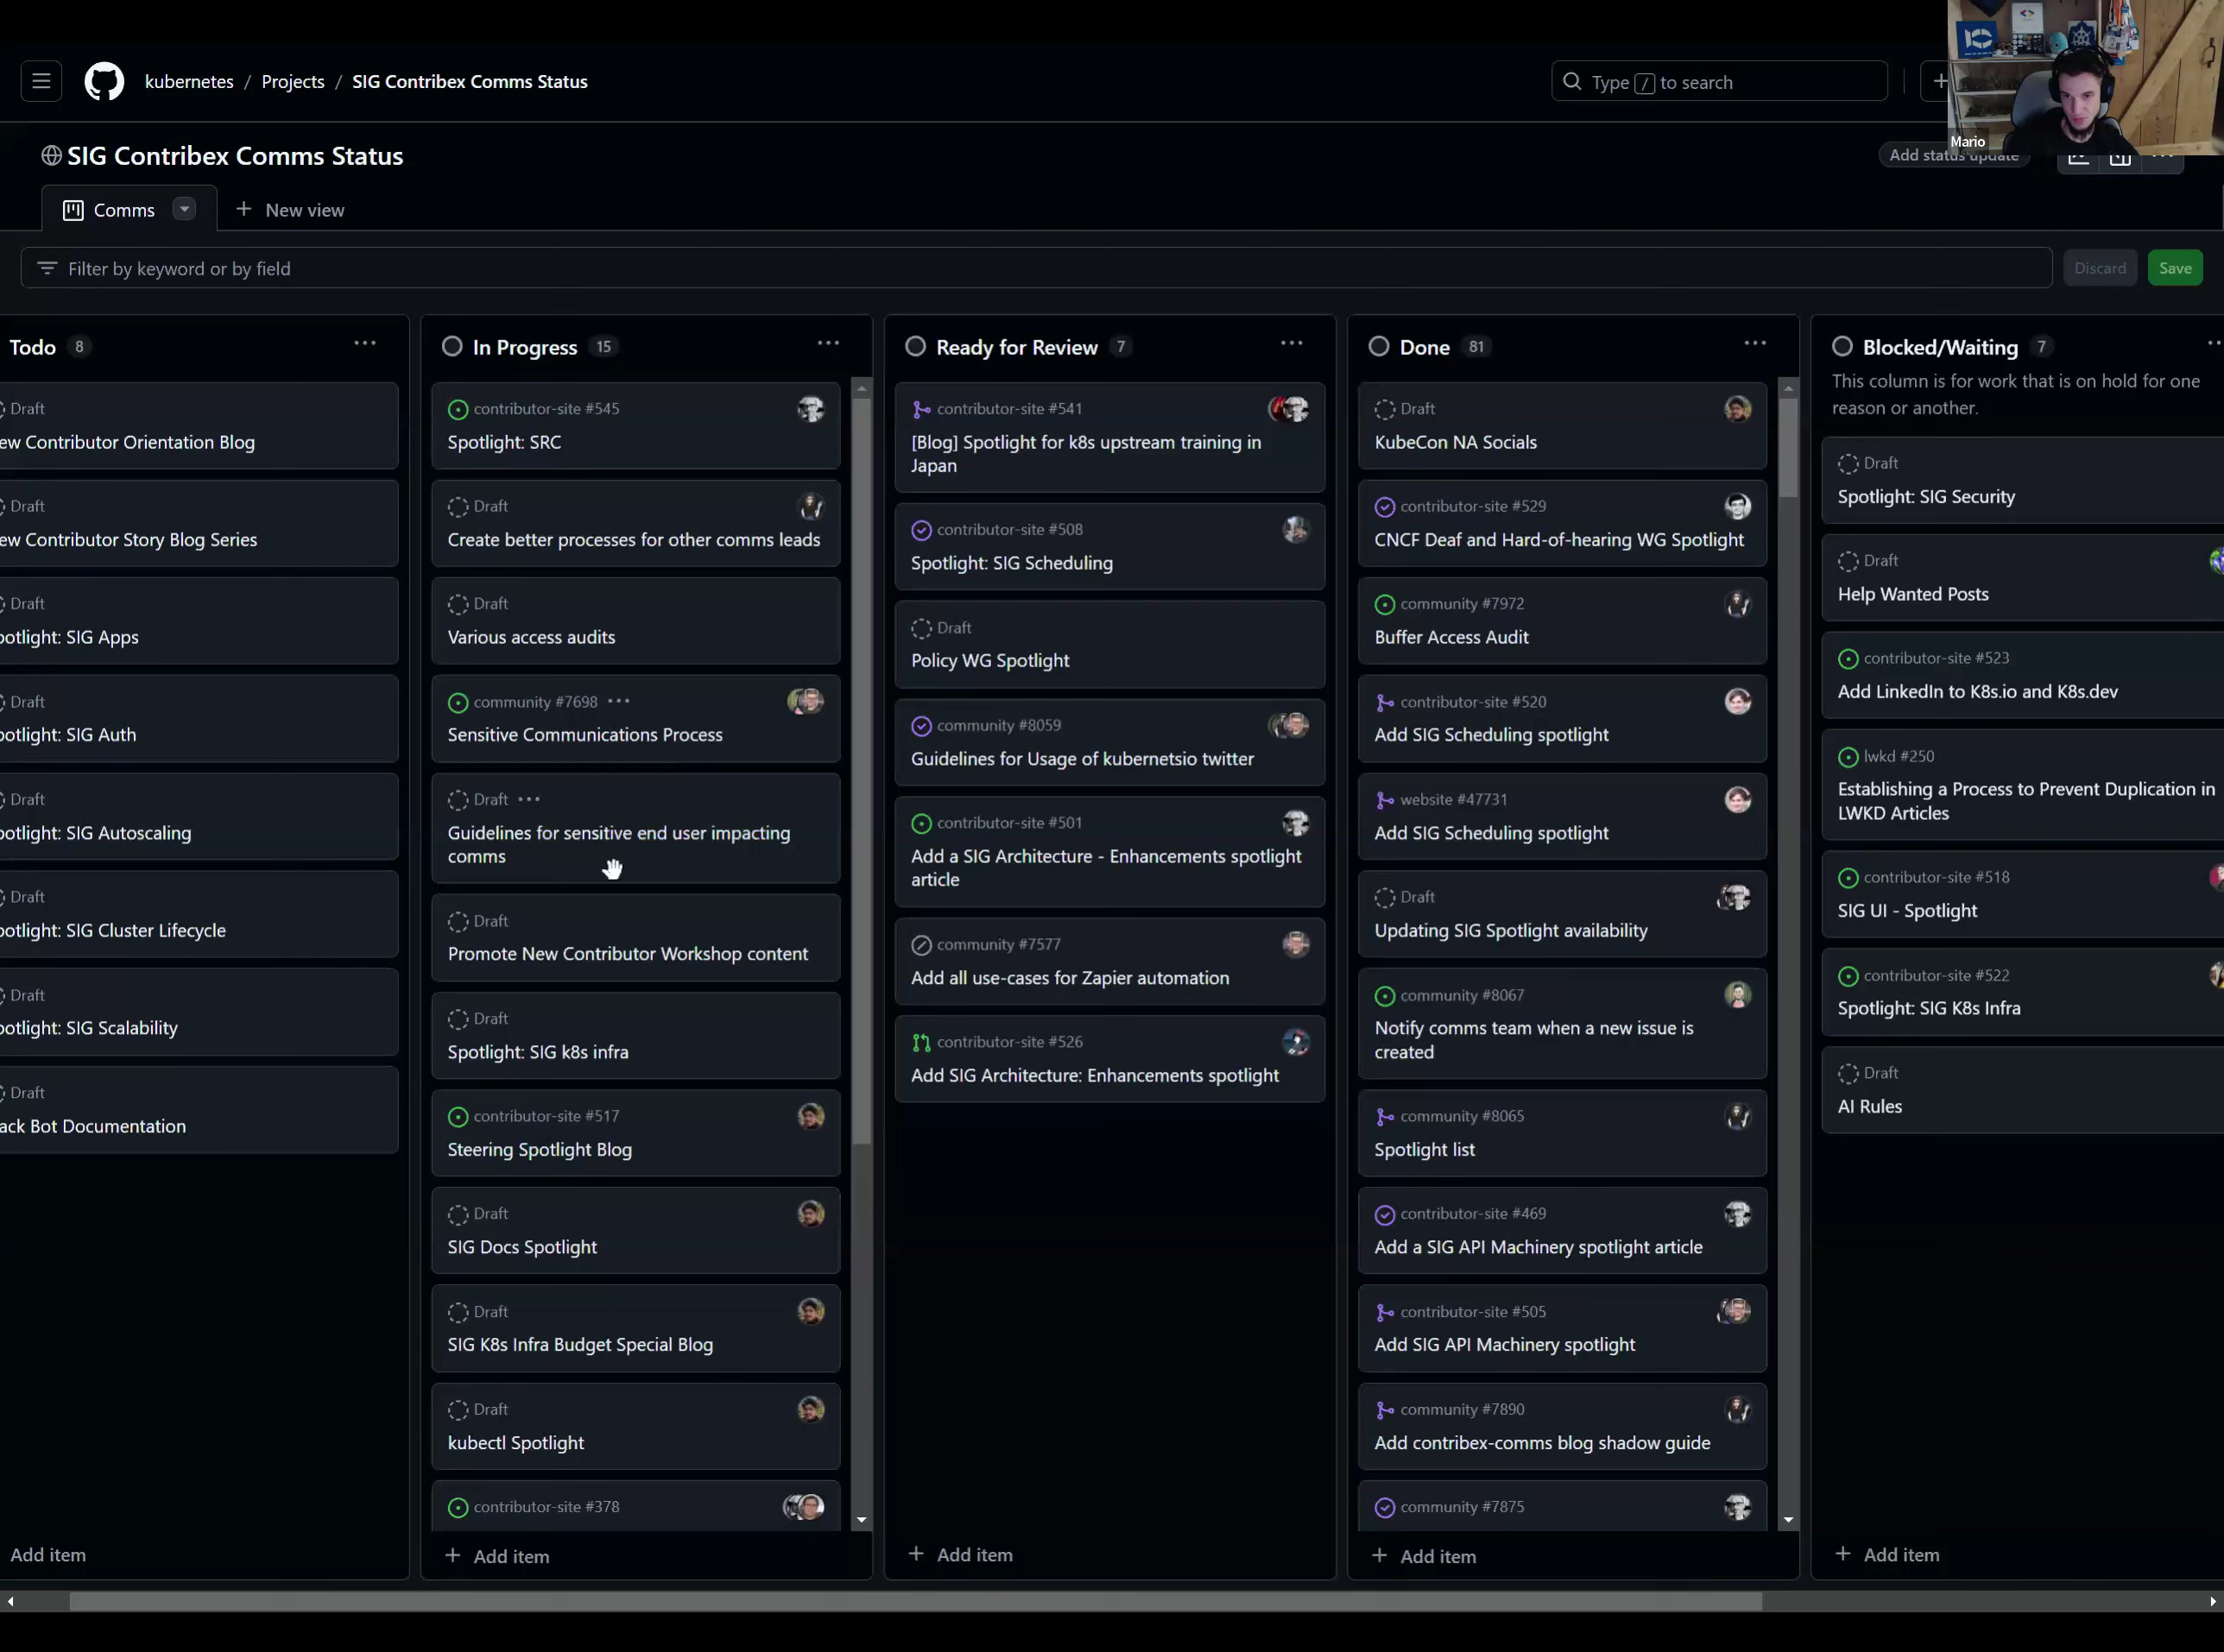 kubernetes / Projects / SIG Contribex Comms Status
Type / to search
Mario
SIG Contribex Comms Status
Add status update
Comms
New view
Filter by keyword or by field
Discard
Save
Todo 8
Draft
ew Contributor Orientation Blog
Draft
ew Contributor Story Blog Series
Draft
potlight: SIG Apps
Draft
potlight: SIG Auth
Draft
potlight: SIG Autoscaling
Draft
potlight: SIG Cluster Lifecycle
Draft
potlight: SIG Scalability
Draft
ack Bot Documentation
Add item
In Progress 15
contributor-site #545
Spotlight: SRC
Draft
Create better processes for other comms leads
Draft
Various access audits
community #7698
Sensitive Communications Process
Draft
Guidelines for sensitive end user impacting
comms
Draft
Promote New Contributor Workshop content
Draft
Spotlight: SIG k8s infra
contributor-site #517
Steering Spotlight Blog
Draft
SIG Docs Spotlight
Draft
SIG K8s Infra Budget Special Blog
Draft
kubectl Spotlight
contributor-site #378
Add item
Ready for Review 7
contributor-site #541
[Blog] Spotlight for k8s upstream training in
Japan
contributor-site #508
Spotlight: SIG Scheduling
Draft
Policy WG Spotlight
community #8059
Guidelines for Usage of kubernetsio twitter
contributor-site #501
Add a SIG Architecture - Enhancements spotlight
article
community #7577
Add all use-cases for Zapier automation
contributor-site #526
Add SIG Architecture: Enhancements spotlight
Add item
Done 81
Draft
KubeCon NA Socials
contributor-site #529
CNCF Deaf and Hard-of-hearing WG Spotlight
community #7972
Buffer Access Audit
contributor-site #520
Add SIG Scheduling spotlight
website #47731
Add SIG Scheduling spotlight
Draft
Updating SIG Spotlight availability
community #8067
Notify comms team when a new issue is
created
community #8065
Spotlight list
contributor-site #469
Add a SIG API Machinery spotlight article
contributor-site #505
Add SIG API Machinery spotlight
community #7890
Add contribex-comms blog shadow guide
community #7875
Add item
Blocked/Waiting 7
This column is for work that is on hold for one
reason or another.
Draft
Spotlight: SIG Security
Draft
Help Wanted Posts
contributor-site #523
Add LinkedIn to K8s.io and K8s.dev
lwkd #250
Establishing a Process to Prevent Duplication in
LWKD Articles
contributor-site #518
SIG UI - Spotlight
contributor-site #522
Spotlight: SIG K8s Infra
Draft
AI Rules
Add item